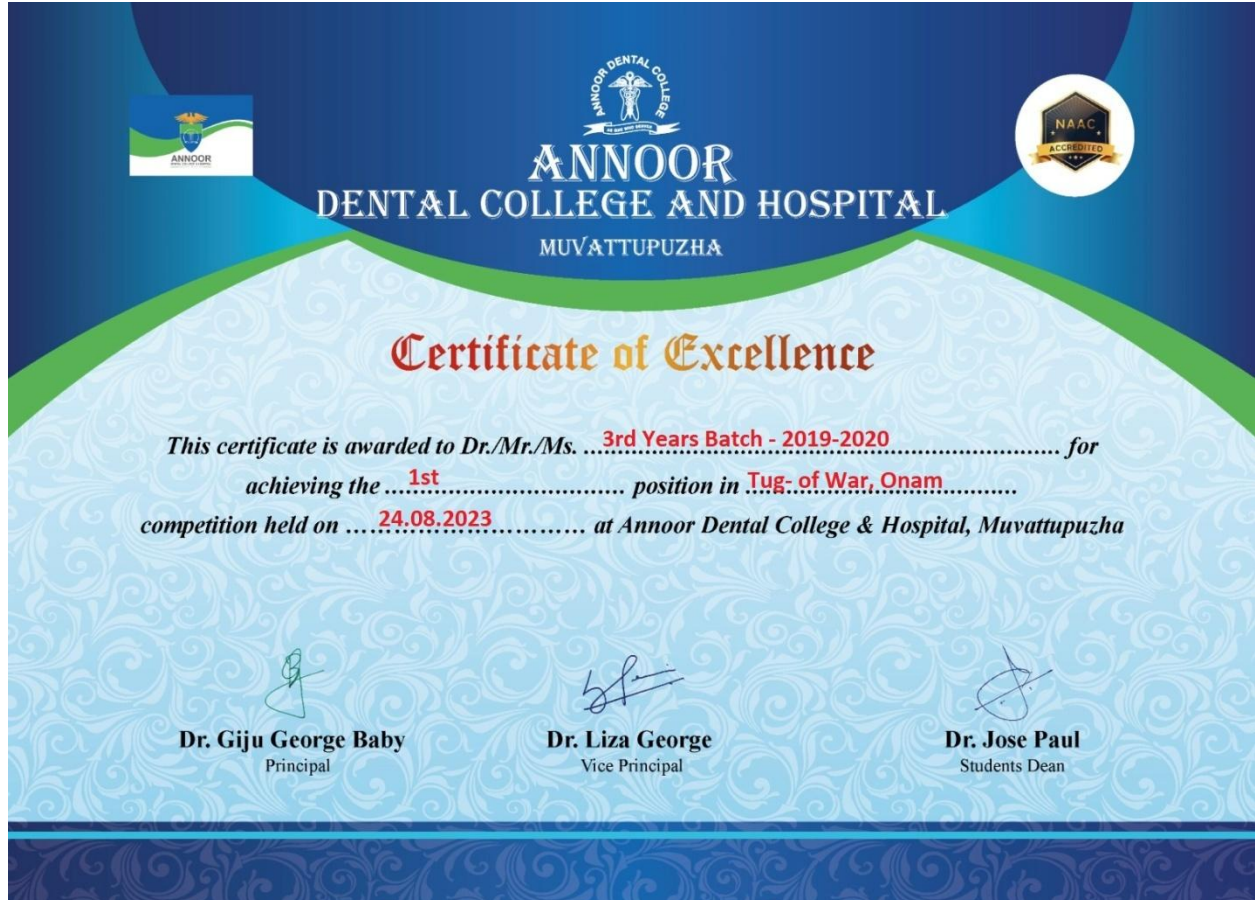 ANNOOR DENTAL COLLEGE
ANNOOR
NAAC
ACCREDITED
ANNOOR
DENTAL COLLEGE AND HOSPITAL
MUVATTUPUZHA
Certificate of Excellence
This certificate is awarded to Dr./Mr./Ms. ...3rd Years Batch - 2019-2020... for
achieving the ...1st... position in ...Tug- of War, Onam...
competition held on ...24.08.2023... at Annoor Dental College & Hospital, Muvattupuzha
Dr. Giju George Baby
Principal
Dr. Liza George
Vice Principal
Dr. Jose Paul
Students Dean